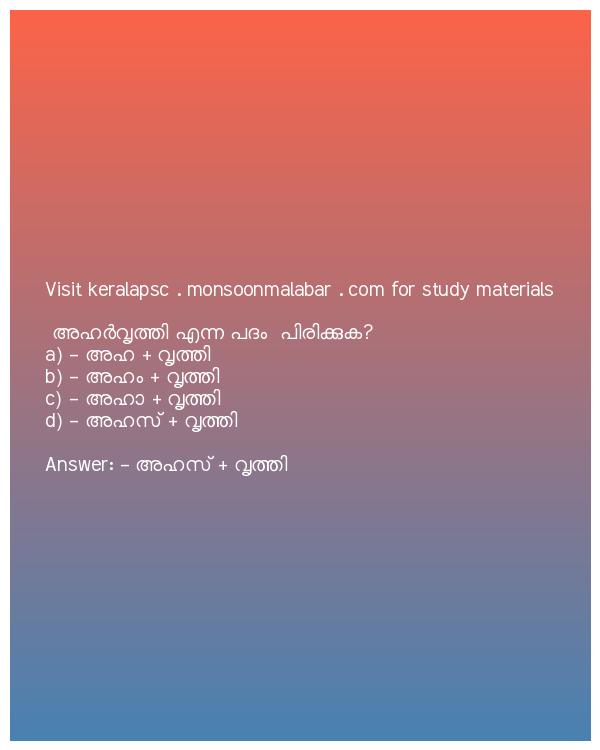 Visit keralapsc . monsoonmalabar . com for study materials
അഹർവൃത്തി എന്ന പദം പിരിക്കുക?
a) - അഹ + വൃത്തി
b) - അഹം + വൃത്തി
c) - അഹാ + വൃത്തി
d) - അഹസ് + വൃത്തി
Answer: - അഹസ് + വൃത്തി